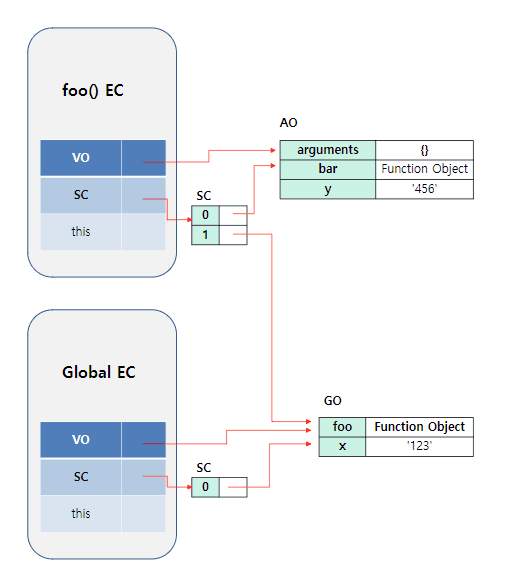 foo() EC
AO
arguments {}
VO
bar Function Object
SC
SC
y '456'
0
this
1
Global EC
GO
foo Function Object
VO
x '123'
SC
SC
0
this